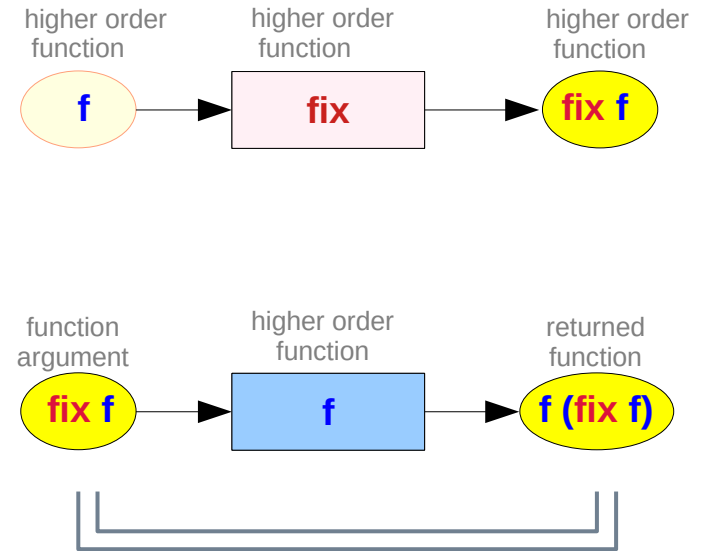 higher order
function
higher order
function
higher order
function
f
fix
fix f
function
argument
higher order
function
returned
function
fix f
f
f (fix f)